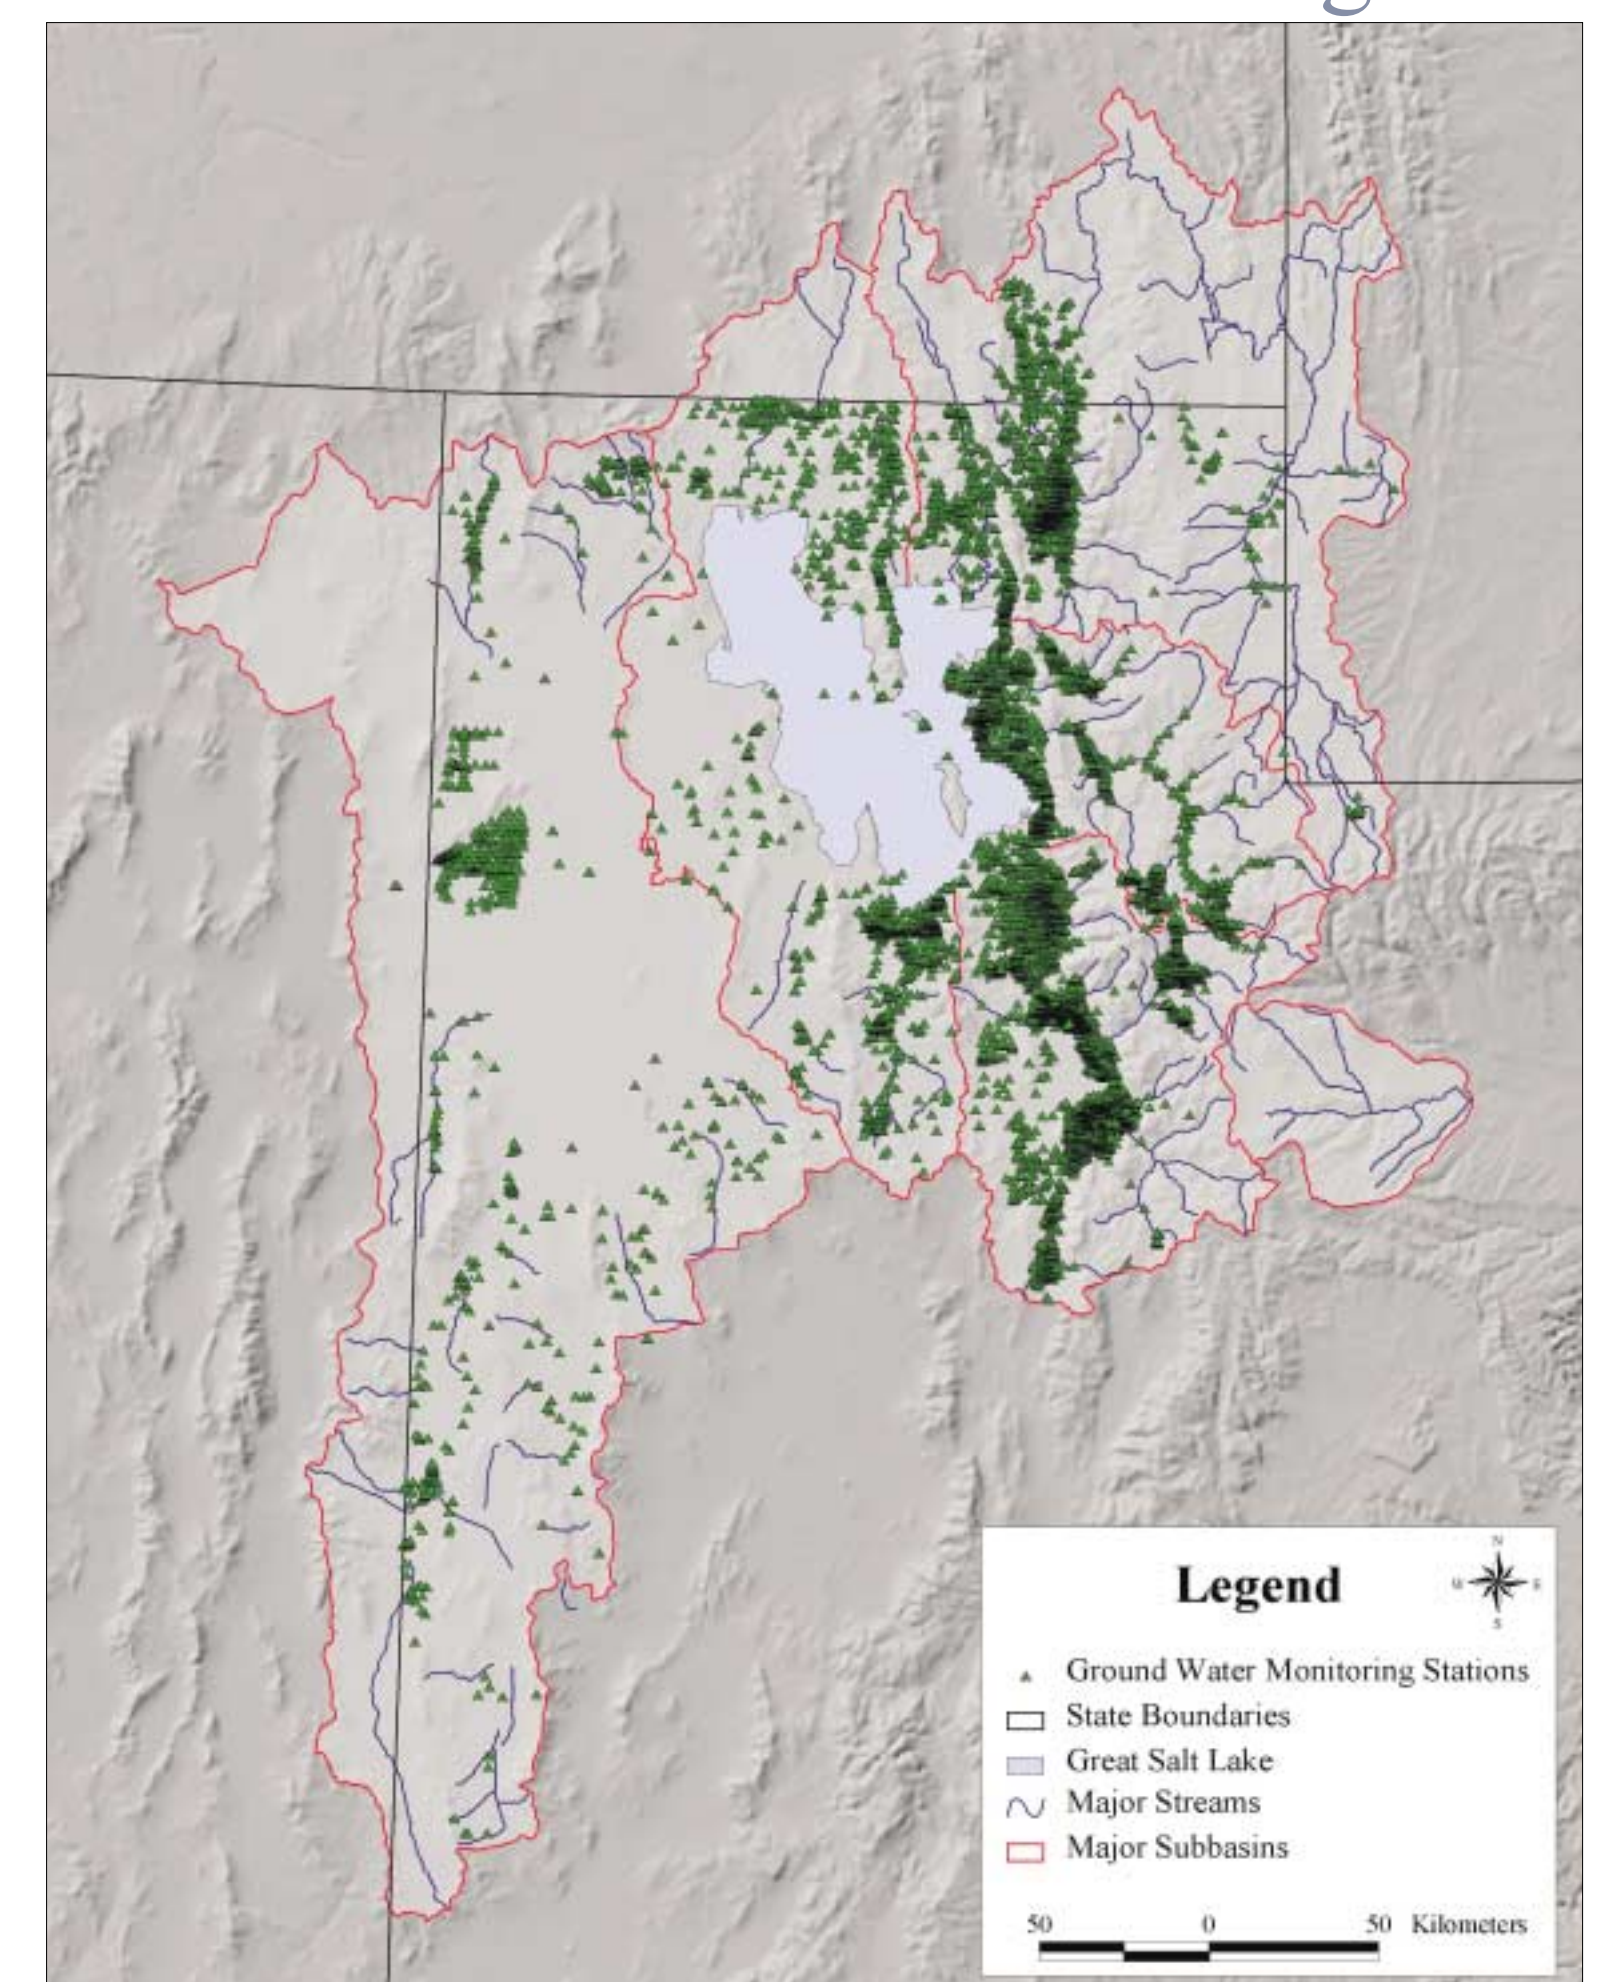 g
Legend
N
W
E
S
Ground Water Monitoring Stations
State Boundaries
Great Salt Lake
Major Streams
Major Subbasins
50 0 50 Kilometers